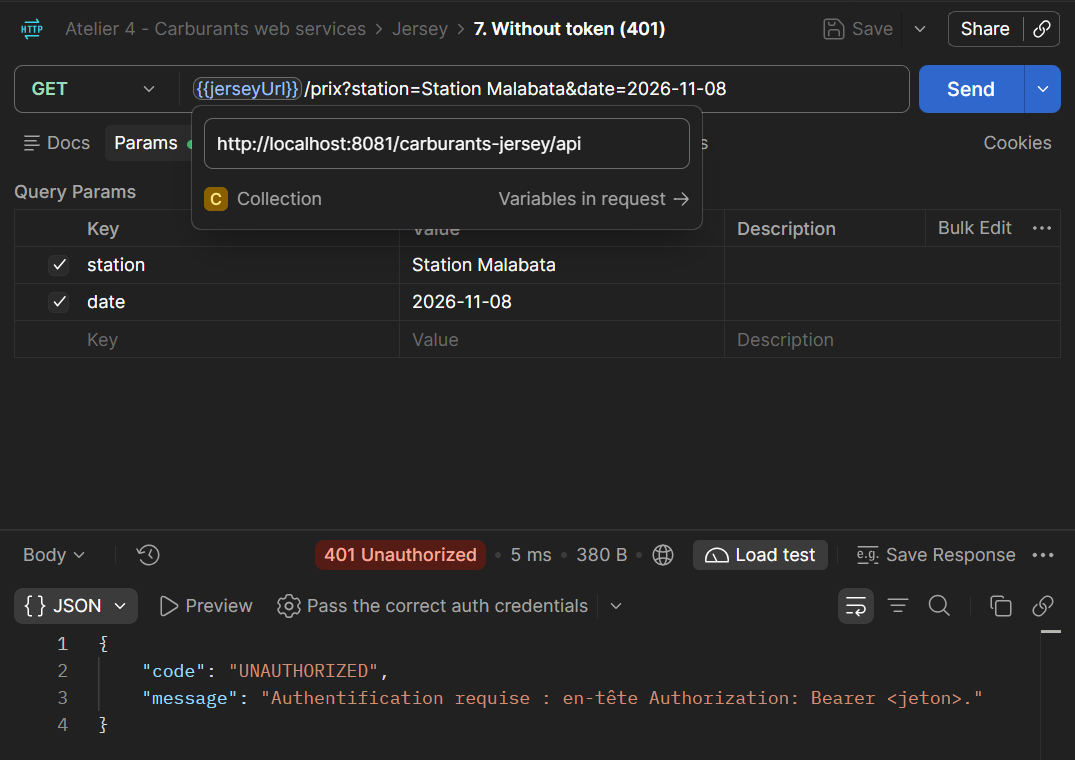 HTTP Atelier 4 - Carburants web services > Jersey > 7. Without token (401) Save Share
GET {{jerseyUrl}}/prix?station=Station Malabata&date=2026-11-08 Send
http://localhost:8081/carburants-jersey/api
C Collection Variables in request →
Docs Params s Cookies
Query Params
Key Value Description Bulk Edit ...
station Station Malabata
date 2026-11-08
Key Value Description
Body 401 Unauthorized • 5 ms • 380 B • Load test e.g. Save Response ...
{} JSON Preview Pass the correct auth credentials
1 {
2 "code": "UNAUTHORIZED",
3 "message": "Authentification requise : en-tête Authorization: Bearer <jeton>."
4 }